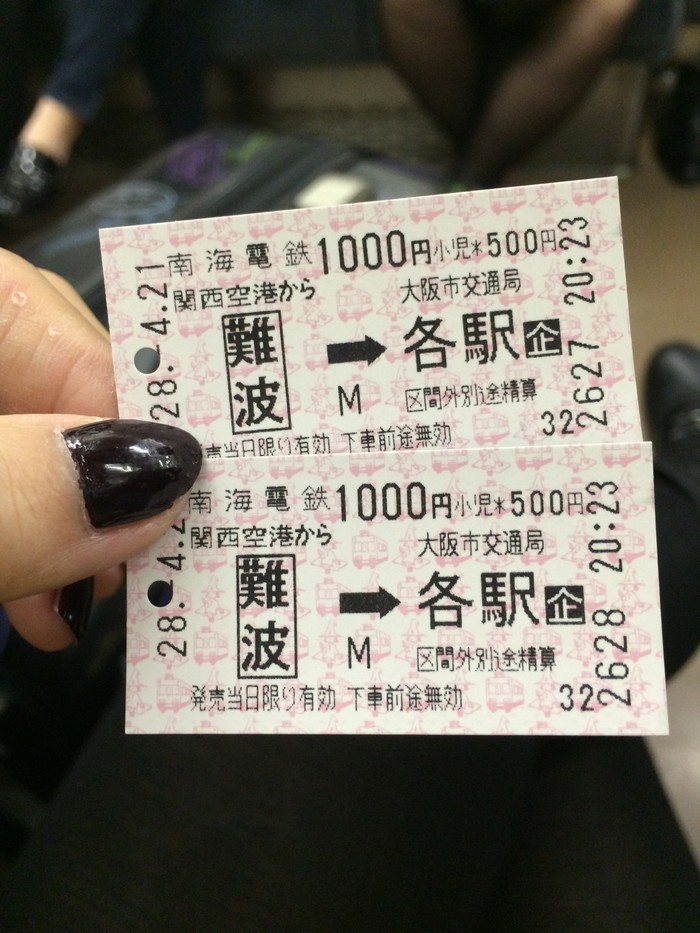 南海電鉄 1000円 小児*500円
関西空港から 大阪市交通局
難波 ➡ 各駅 企
M 区間外別途精算
売当日限り有効 下車前途無効 32
28.-4.21
2627 20:23
南海電鉄 1000円 小児*500円
関西空港から 大阪市交通局
難波 ➡ 各駅 企
M 区間外別途精算
発売当日限り有効 下車前途無効 32
28.-4.2
2628 20:23